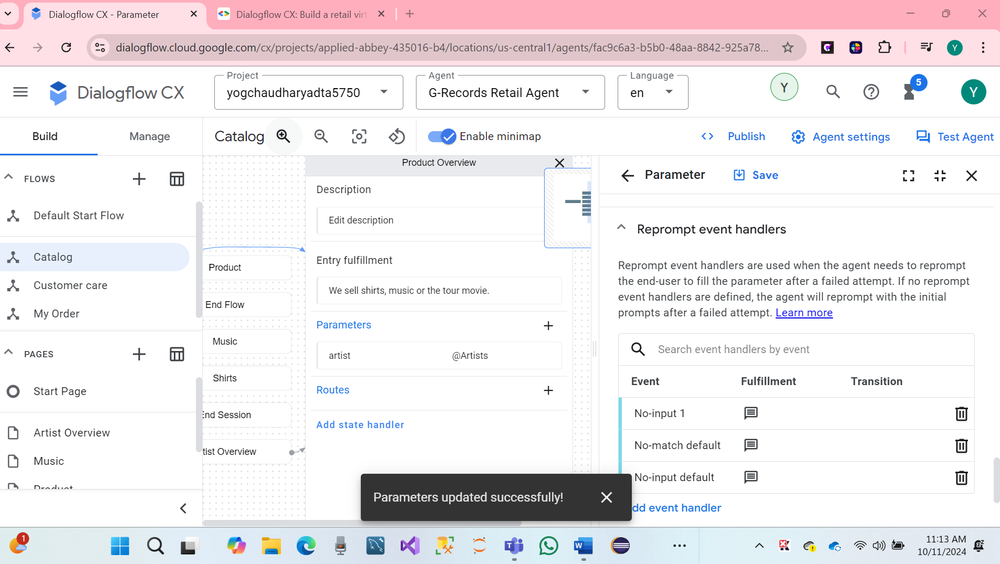 Dialogflow CX - Parameter
Dialogflow CX: Build a retail virt
dialogflow.cloud.google.com/cx/projects/applied-abbey-435016-b4/locations/us-central1/agents/fac9c6a3-b5b0-48aa-8842-925a78...
Y
Dialogflow CX
Project
yogchaudharyadta5750
Agent
G-Records Retail Agent
Language
en
Y
5
Y
Build
Manage
Catalog
Enable minimap
Publish
Agent settings
Test Agent
FLOWS
Default Start Flow
Catalog
Customer care
My Order
PAGES
Start Page
Artist Overview
Music
Product
Product
End Flow
Music
Shirts
End Session
tist Overview
Product Overview
Description
Edit description
Entry fulfillment
We sell shirts, music or the tour movie.
Parameters
artist @Artists
Routes
Add state handler
Parameter
Save
Reprompt event handlers
Reprompt event handlers are used when the agent needs to reprompt
the end-user to fill the parameter after a failed attempt. If no reprompt
event handlers are defined, the agent will reprompt with the initial
prompts after a failed attempt. Learn more
Search event handlers by event
Event Fulfillment Transition
No-input 1
No-match default
No-input default
dd event handler
Parameters updated successfully!
1
W
11:13 AM
10/11/2024